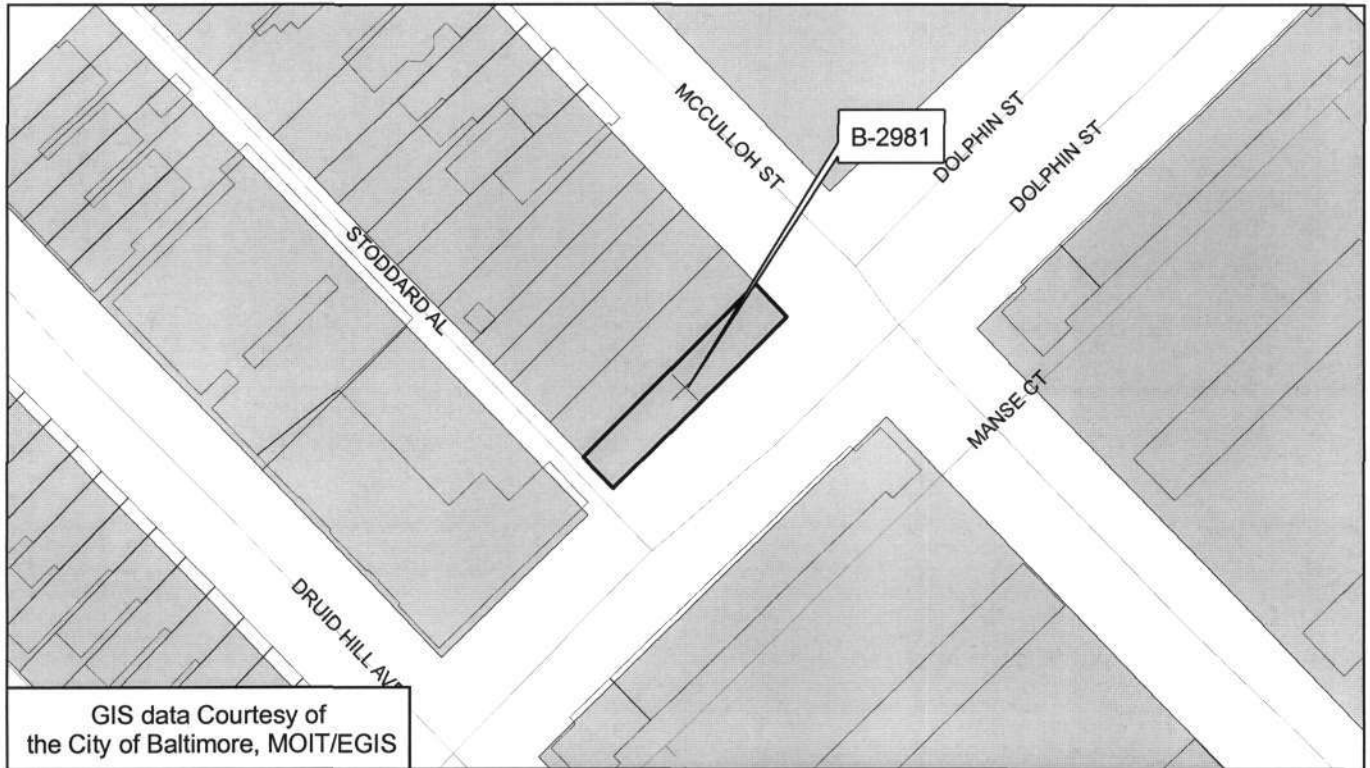 MCCULLOH ST
B-2981
DOLPHIN ST
DOLPHIN ST
STODDARD AL
MANSE CT
DRUID HILL AVE
GIS data Courtesy of
the City of Baltimore, MOIT/EGIS